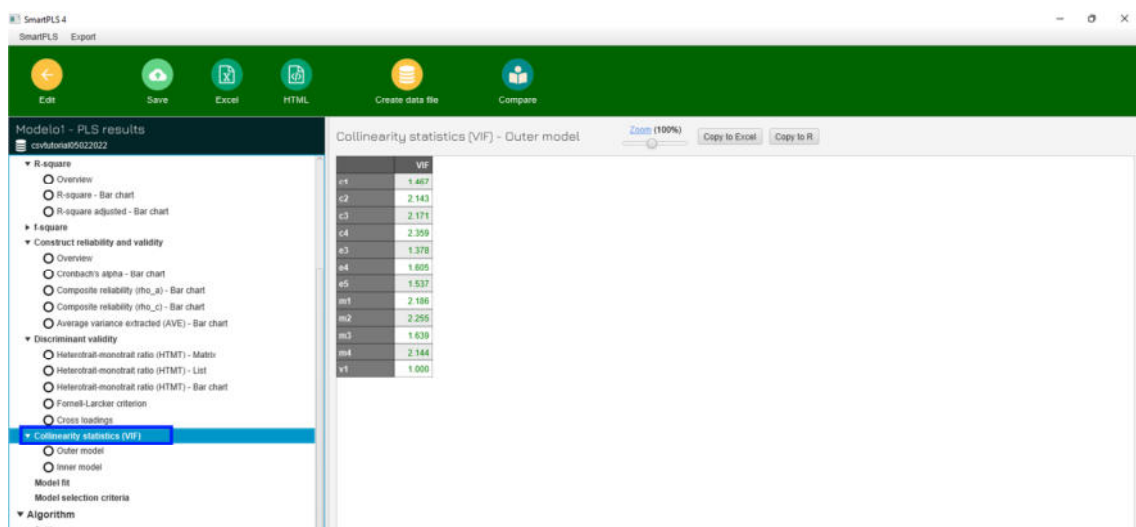 SmartPLS 4
SmartPLS Export
Edit Save Excel HTML Create data file Compare
Modelo1 - PLS results
csvtutorial05022022
R-square
Overview
R-square - Bar chart
R-square adjusted - Bar chart
f-square
Construct reliability and validity
Overview
Cronbach's alpha - Bar chart
Composite reliability (rho_a) - Bar chart
Composite reliability (rho_c) - Bar chart
Average variance extracted (AVE) - Bar chart
Discriminant validity
Heterotrait-monotrait ratio (HTMT) - Matrix
Heterotrait-monotrait ratio (HTMT) - List
Heterotrait-monotrait ratio (HTMT) - Bar chart
Fornell-Larcker criterion
Cross loadings
Collinearity statistics (VIF)
Outer model
Inner model
Model fit
Model selection criteria
Algorithm
Collinearity statistics (VIF) - Outer model Zoom (100%) Copy to Excel Copy to R
VIF
c1 1.467
c2 2.143
c3 2.171
c4 2.359
e3 1.378
e4 1.605
e5 1.537
m1 2.186
m2 2.255
m3 1.639
m4 2.144
v1 1.000